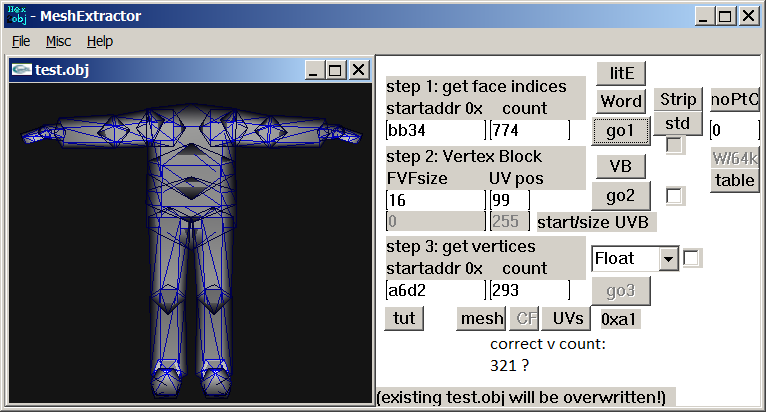 Hex
obj - MeshExtractor
File Misc Help
test.obj
step 1: get face indices
startaddr 0x count
bb34 774
litE
Word
go1
Strip
std
noPtC
0
W/64k
table
step 2: Vertex Block
FVFsize UV pos
16 99
0 255 start/size UVB
VB
go2
step 3: get vertices
startaddr 0x count
a6d2 293
Float
go3
tut mesh CF UVs 0xa1
correct v count:
321 ?
(existing test.obj will be overwritten!)